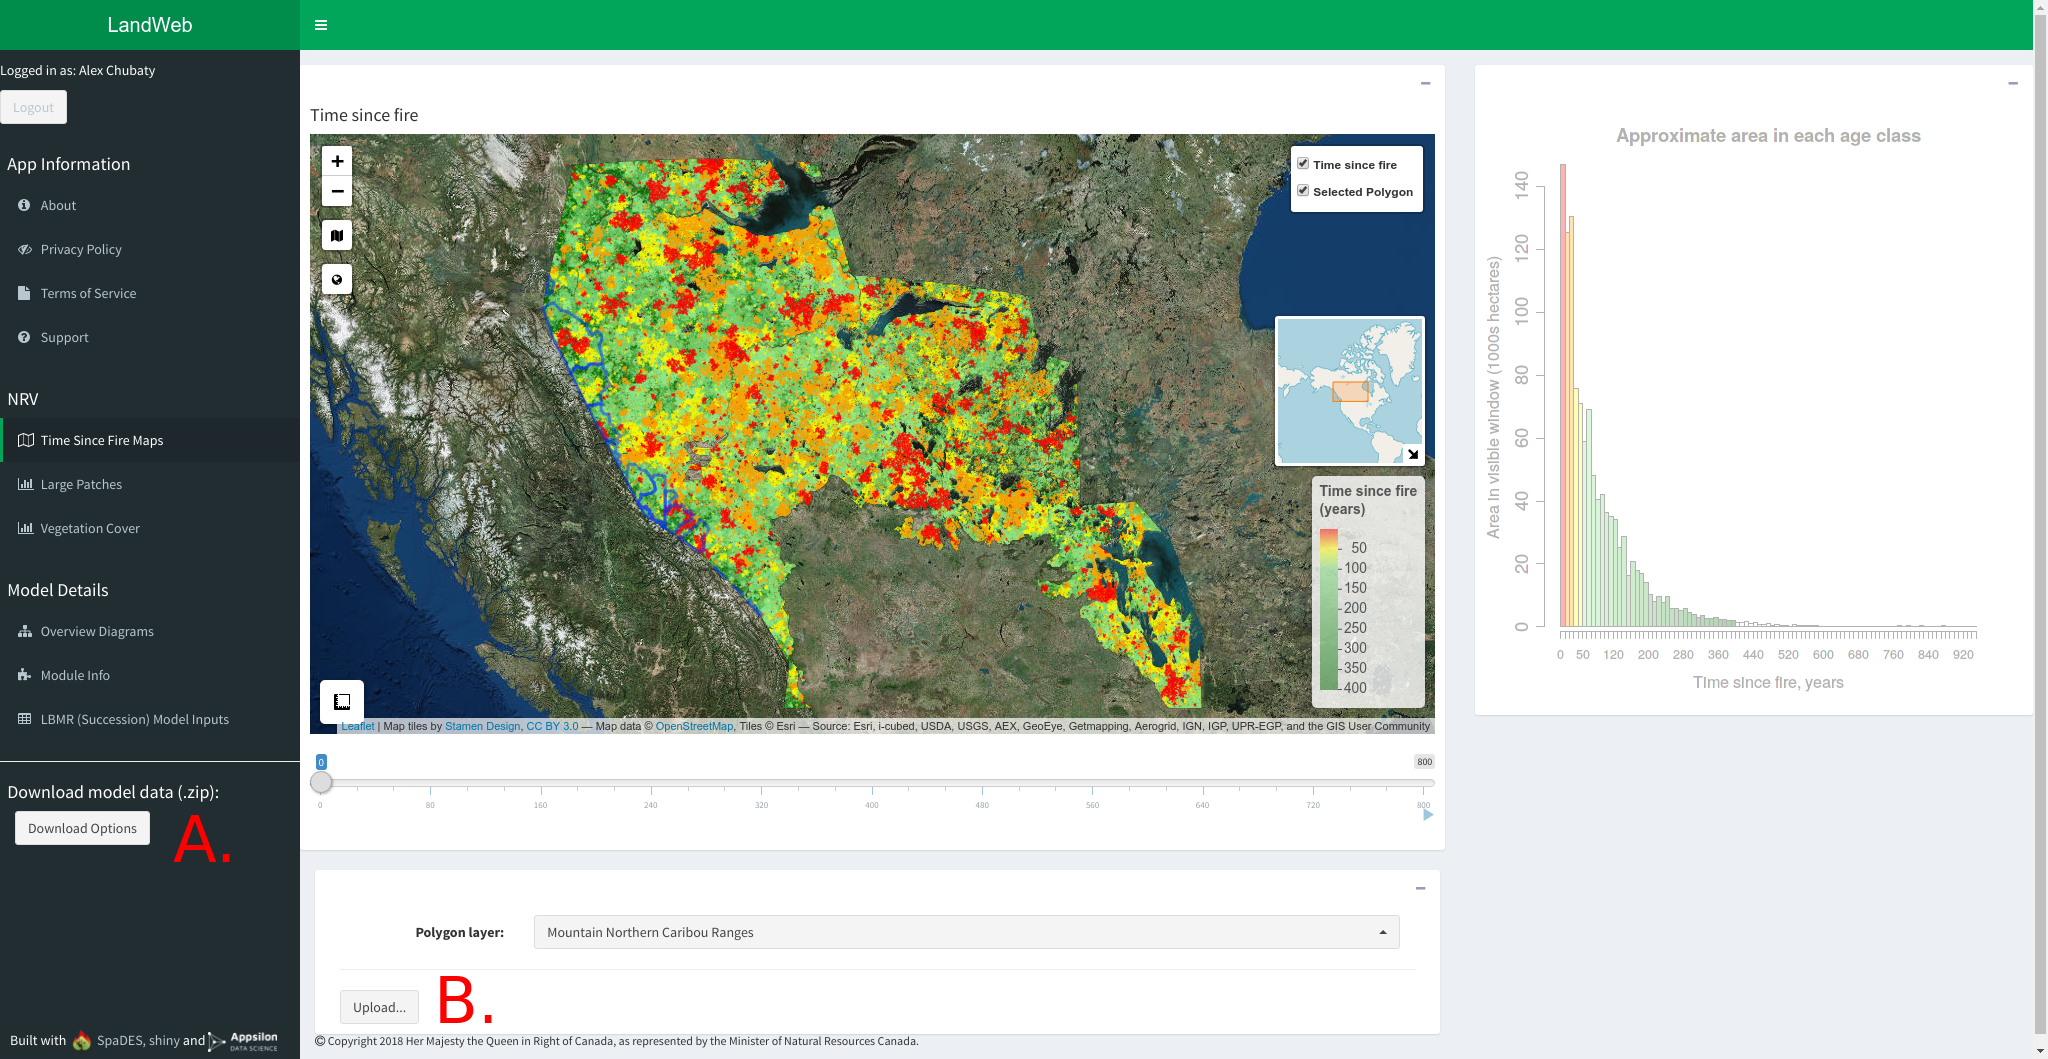 LandWeb
Logged in as: Alex Chubaty
Logout
App Information
About
Privacy Policy
Terms of Service
Support
NRV
Time Since Fire Maps
Large Patches
Vegetation Cover
Model Details
Overview Diagrams
Module Info
LBMR (Succession) Model Inputs
Download model data (.zip):
Download Options
A.
Built with SpaDES, shiny and Appsilon
DATA SCIENCE
Time since fire
+
−
Time since fire
Selected Polygon
Time since fire
(years)
50
100
150
200
250
300
350
400
Leaflet | Map tiles by Stamen Design, CC BY 3.0 — Map data © OpenStreetMap, Tiles © Esri — Source: Esri, i-cubed, USDA, USGS, AEX, GeoEye, Getmapping, Aerogrid, IGN, IGP, UPR-EGP, and the GIS User Community
0 800
0 80 160 240 320 400 480 560 640 720 800
Polygon layer: Mountain Northern Caribou Ranges
Upload...
B.
© Copyright 2018 Her Majesty the Queen in Right of Canada, as represented by the Minister of Natural Resources Canada.
Approximate area in each age class
Area in visible window (1000s hectares)
140
120
100
80
60
40
20
0
0 50 120 200 280 360 440 520 600 680 760 840 920
Time since fire, years